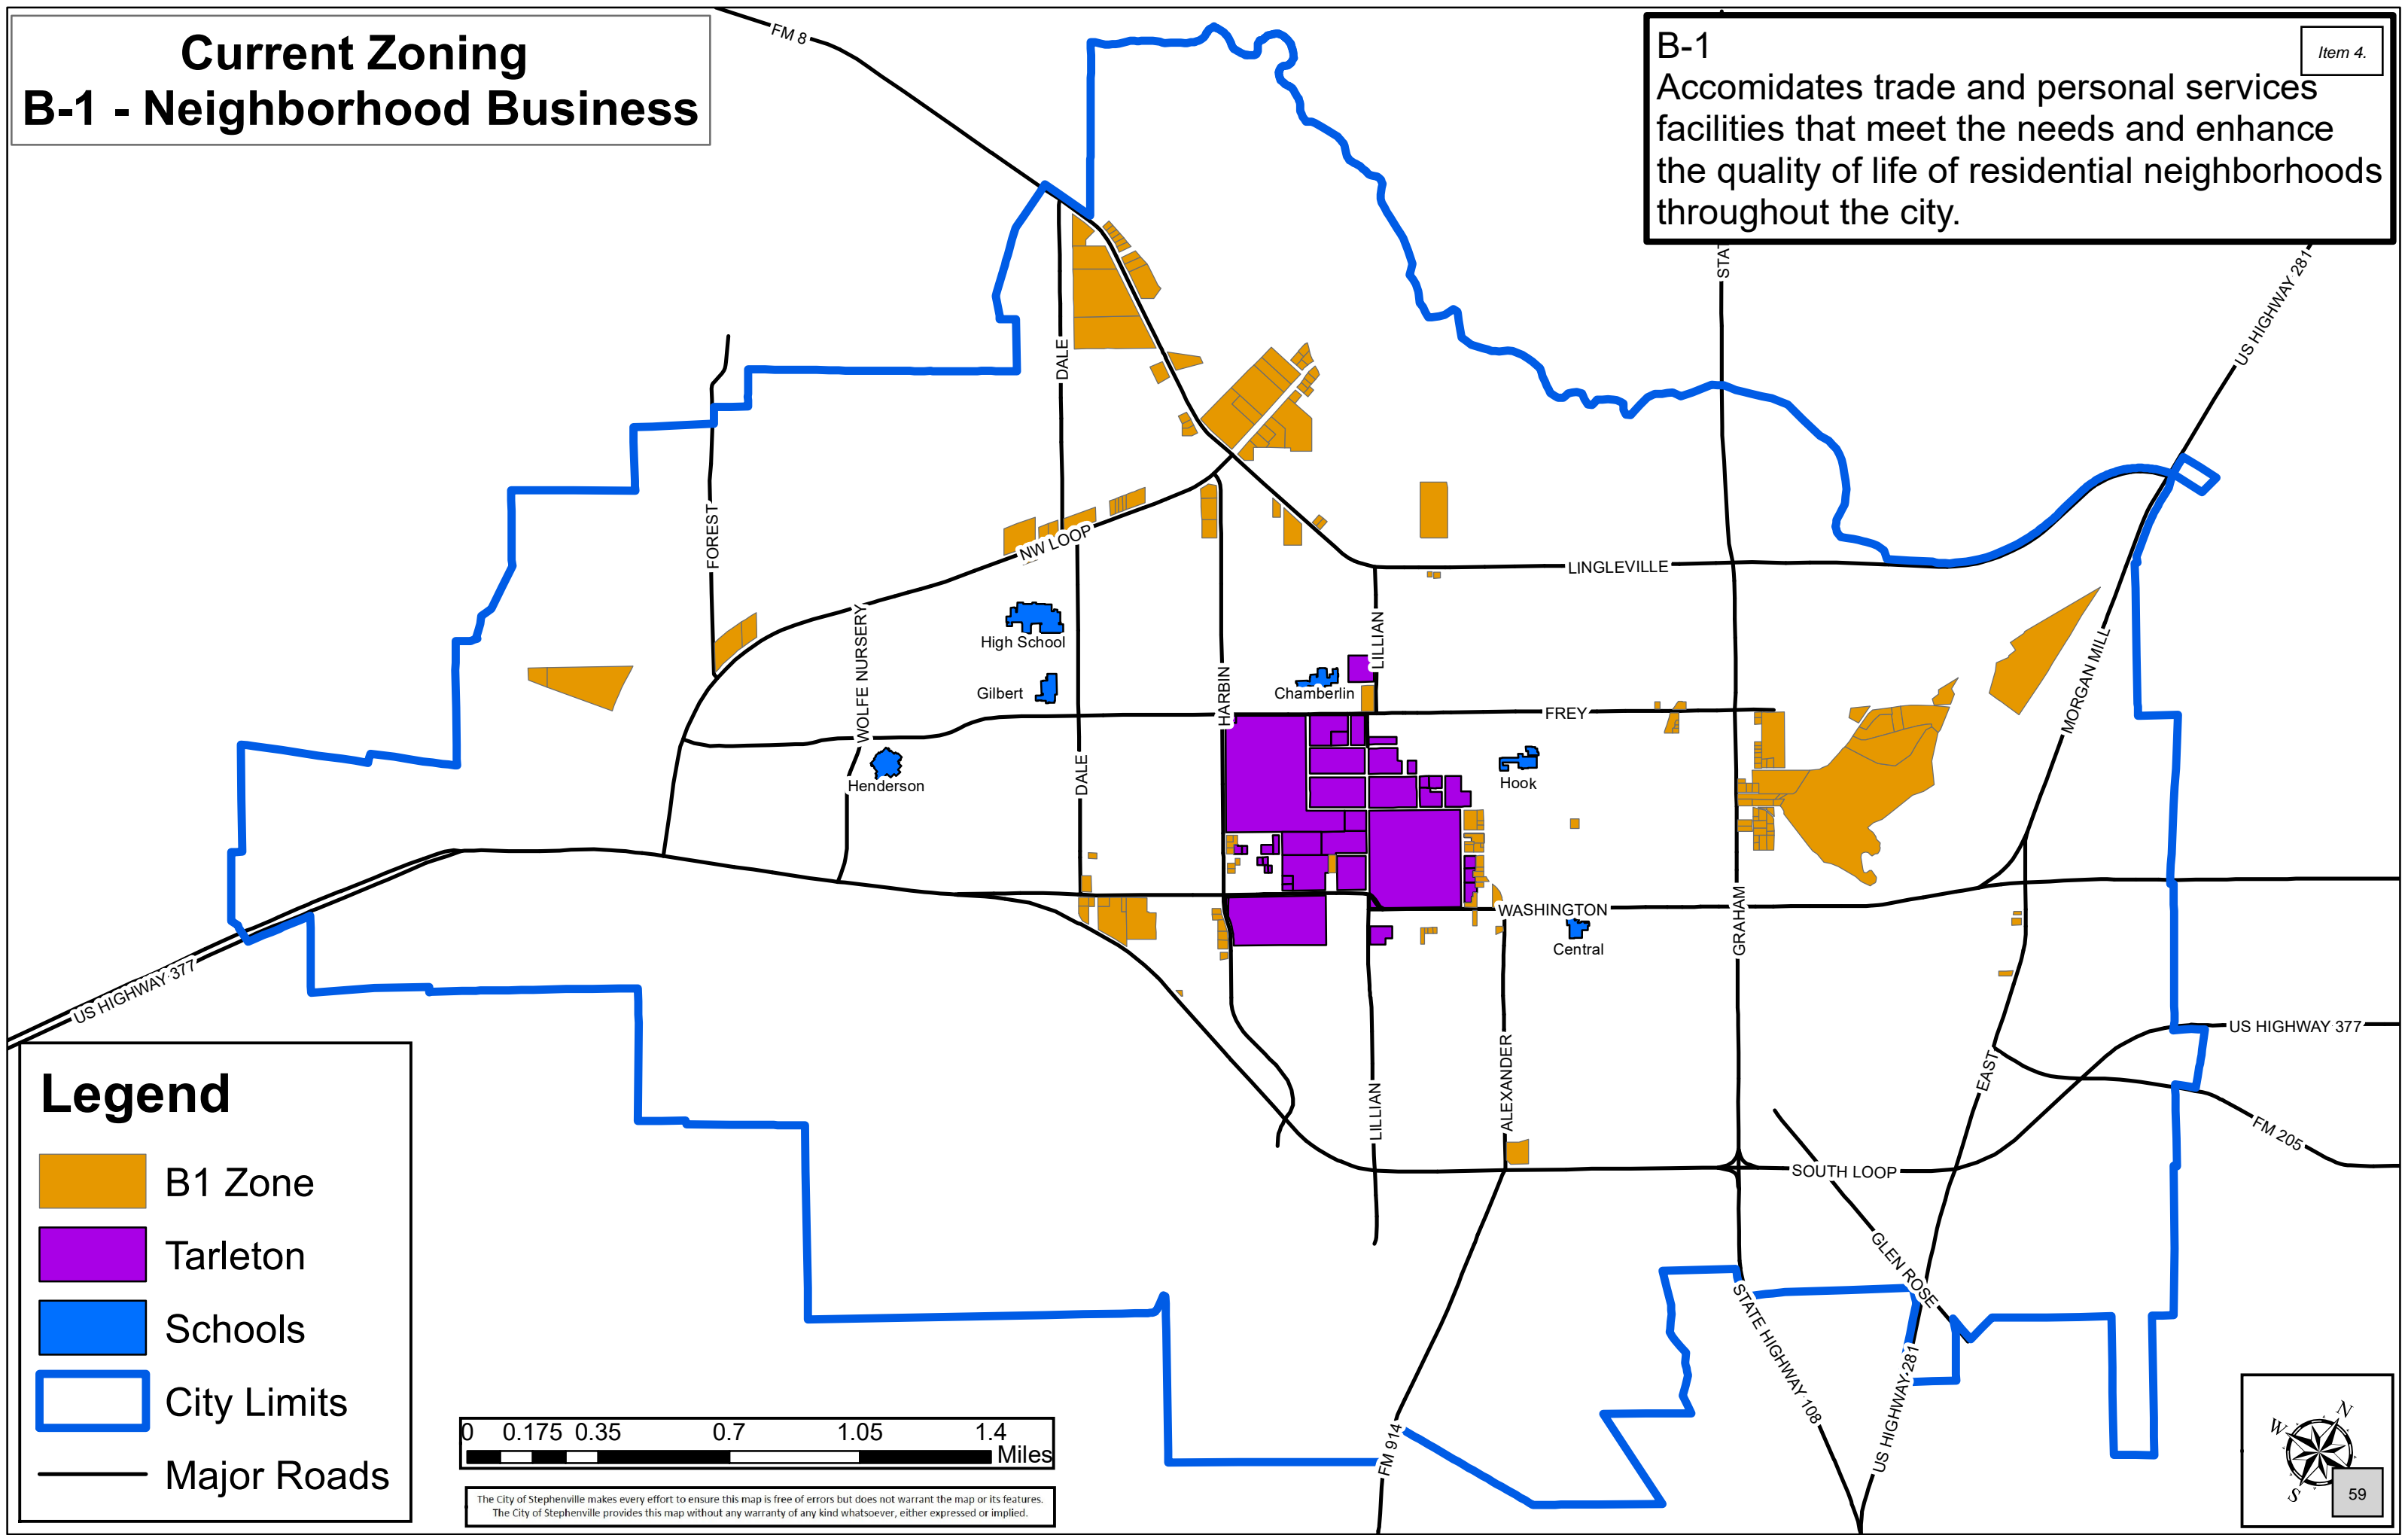 Current Zoning
B-1 - Neighborhood Business
B-1
Item 4.
Accomidates trade and personal services
facilities that meet the needs and enhance
the quality of life of residential neighborhoods
throughout the city.
FM 8
STAT
US HIGHWAY 281
DALE
FOREST
NW LOOP
LINGLEVILLE
WOLFE NURSERY
High School
LILLIAN
MORGAN MILL
Gilbert
HARBIN
Chamberlin
FREY
DALE
Henderson
Hook
WASHINGTON
GRAHAM
Central
US HIGHWAY 377
US HIGHWAY 377
EAST
ALEXANDER
LILLIAN
FM 205
SOUTH LOOP
GLEN ROSE
STATE HIGHWAY 108
US HIGHWAY 281
FM 914
Legend
B1 Zone
Tarleton
Schools
City Limits
Major Roads
0 0.175 0.35 0.7 1.05 1.4
Miles
The City of Stephenville makes every effort to ensure this map is free of errors but does not warrant the map or its features.
The City of Stephenville provides this map without any warranty of any kind whatsoever, either expressed or implied.
N
W
S
59